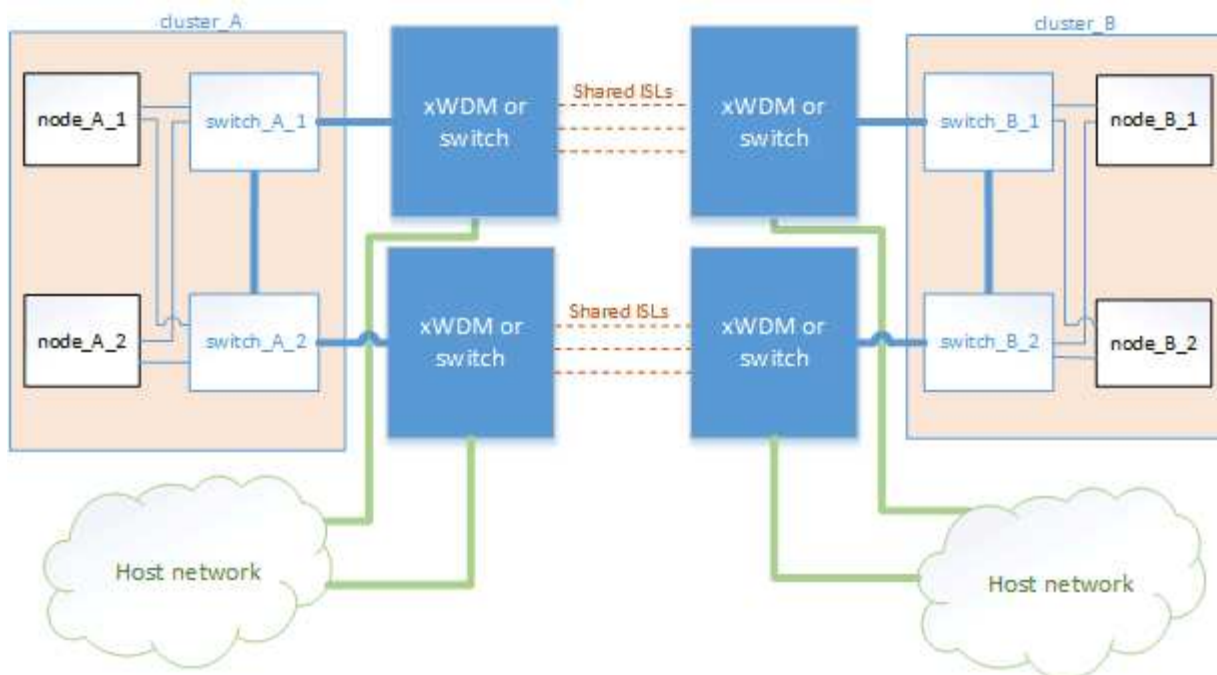 cluster_A
cluster_B
node_A_1
switch_A_1
xWDM or
switch
Shared ISLs
xWDM or
switch
switch_B_1
node_B_1
node_A_2
switch_A_2
xWDM or
switch
Shared ISLs
xWDM or
switch
switch_B_2
node_B_2
Host network
Host network